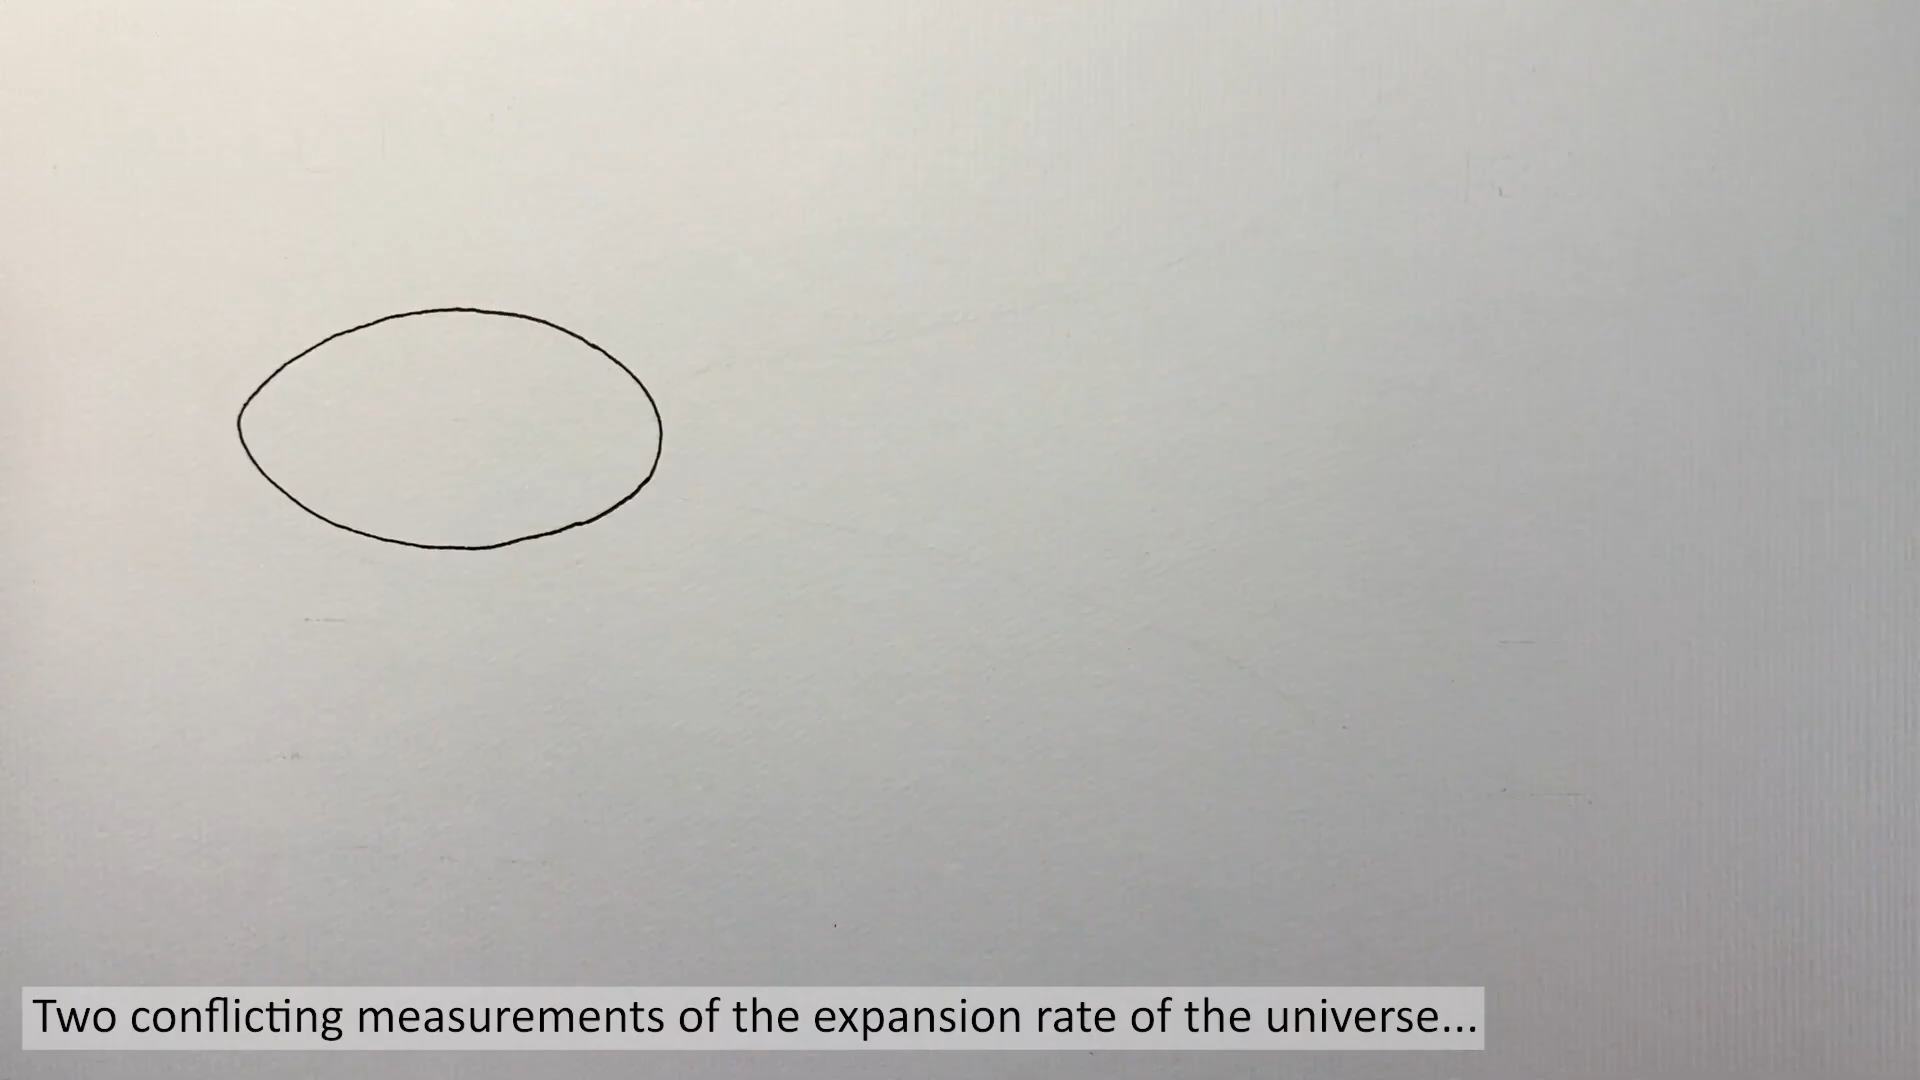 Two conflicting measurements of the expansion rate of the universe...